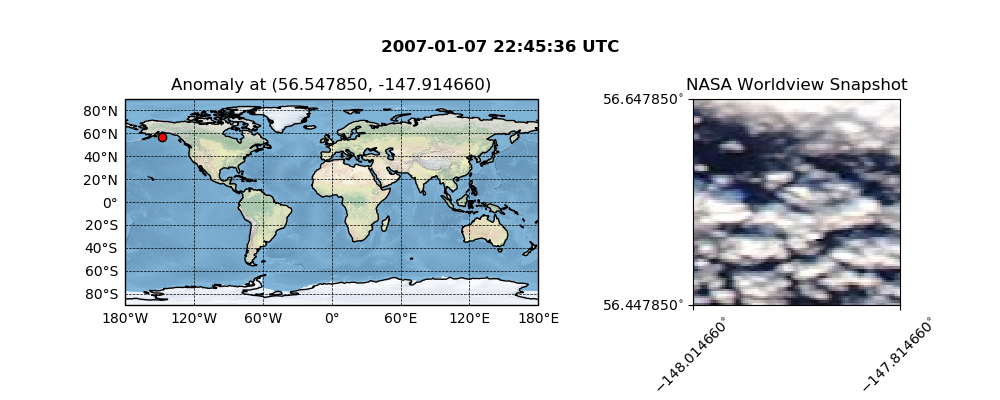 2007-01-07 22:45:36 UTC
Anomaly at (56.547850, -147.914660)
80°N
60°N
40°N
20°N
0°
20°S
40°S
60°S
80°S
180°W 120°W 60°W 0° 60°E 120°E 180°E
NASA Worldview Snapshot
56.647850°
56.447850°
−148.014660°
−147.814660°